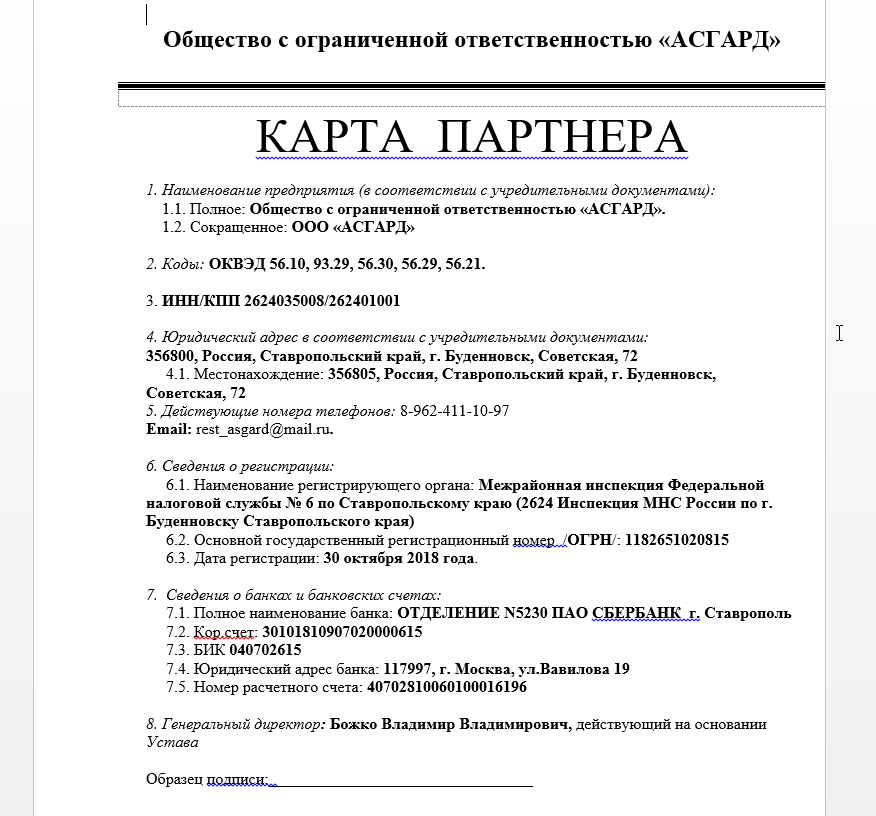 Общество с ограниченной ответственностью «АСГАРД»
КАРТА ПАРТНЕРА
1. Наименование предприятия (в соответствии с учредительными документами):
1.1. Полное: Общество с ограниченной ответственностью «АСГАРД».
1.2. Сокращенное: ООО «АСГАРД»
2. Коды: ОКВЭД 56.10, 93.29, 56.30, 56.29, 56.21.
3. ИНН/КПП 2624035008/262401001
4. Юридический адрес в соответствии с учредительными документами:
356800, Россия, Ставропольский край, г. Буденновск, Советская, 72
4.1. Местонахождение: 356805, Россия, Ставропольский край, г. Буденновск,
Советская, 72
5. Действующие номера телефонов: 8-962-411-10-97
Email: rest_asgard@mail.ru.
6. Сведения о регистрации:
6.1. Наименование регистрирующего органа: Межрайонная инспекция Федеральной
налоговой службы № 6 по Ставропольскому краю (2624 Инспекция МНС России по г.
Буденновску Ставропольского края)
6.2. Основной государственный регистрационный номер /ОГРН/: 1182651020815
6.3. Дата регистрации: 30 октября 2018 года.
7. Сведения о банках и банковских счетах:
7.1. Полное наименование банка: ОТДЕЛЕНИЕ N5230 ПАО СБЕРБАНК г. Ставрополь
7.2. Кор.счет: 30101810907020000615
7.3. БИК 040702615
7.4. Юридический адрес банка: 117997, г. Москва, ул.Вавилова 19
7.5. Номер расчетного счета: 40702810060100016196
8. Генеральный директор: Божко Владимир Владимирович, действующий на основании
Устава
Образец подписи: